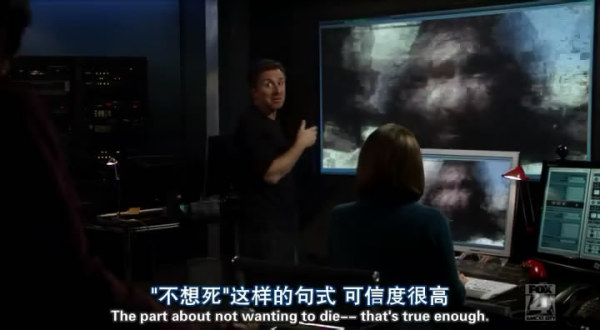 "不想死"这样的句式 可信度很高
The part about not wanting to die-- that's true enough.
FOX